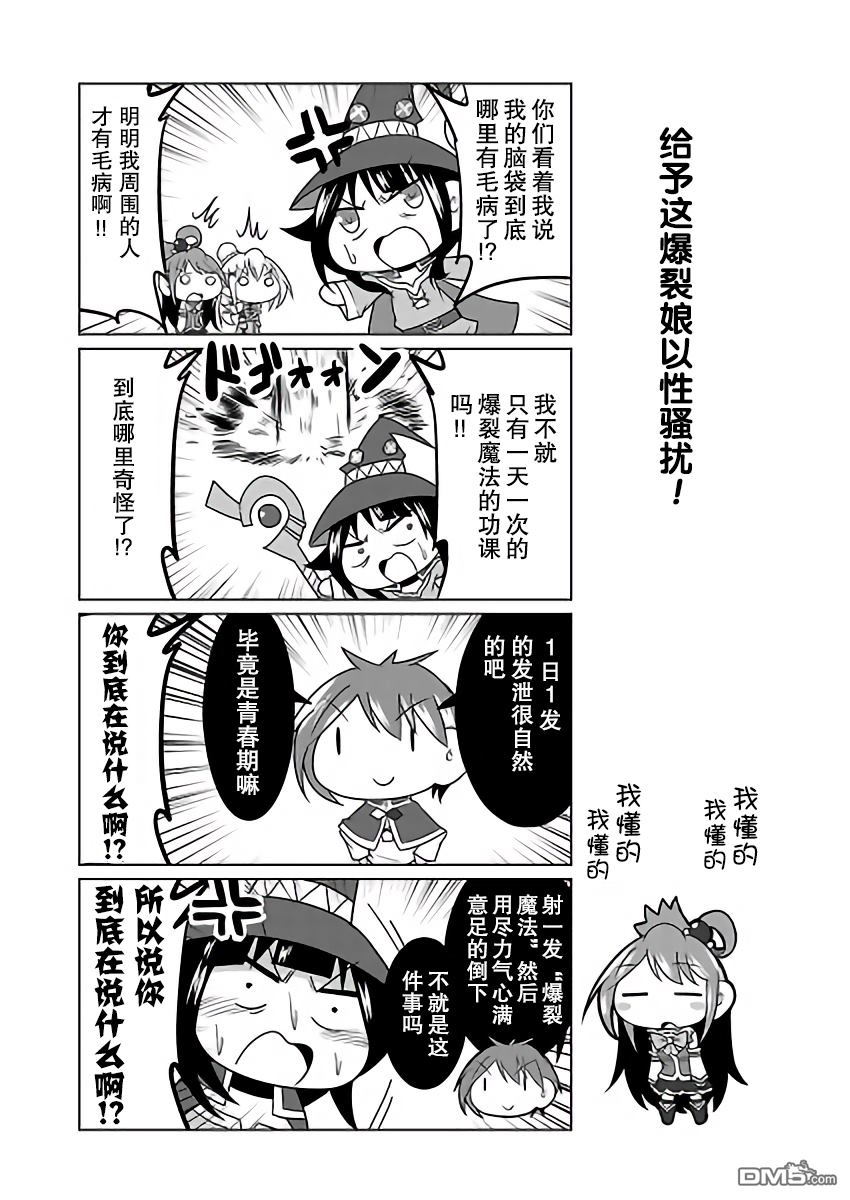 给予这爆裂娘以性骚扰！
你们看着我说
我的脑袋到底
哪里有毛病了!?
明明我周围的人
才有毛病啊!!
ドゴォォン
我不就
只有一天一次的
爆裂魔法的功课
吗!!
到底哪里奇怪了!?
1日1发
的发泄很自然
的吧
毕竟是青春期嘛
你到底在说什么啊!?
射一发“爆裂
魔法”然后
用尽力气心满
意足的倒下
不就是这
件事吗
所以说你
到底在说什么啊!?
我懂的
我懂的
我懂的
我懂的
DM5.com